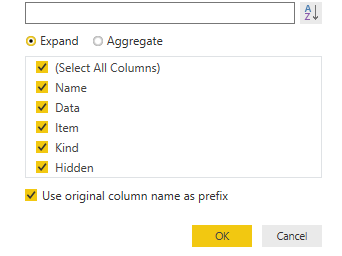 A
Z
Expand Aggregate
(Select All Columns)
Name
Data
Item
Kind
Hidden
Use original column name as prefix
OK Cancel